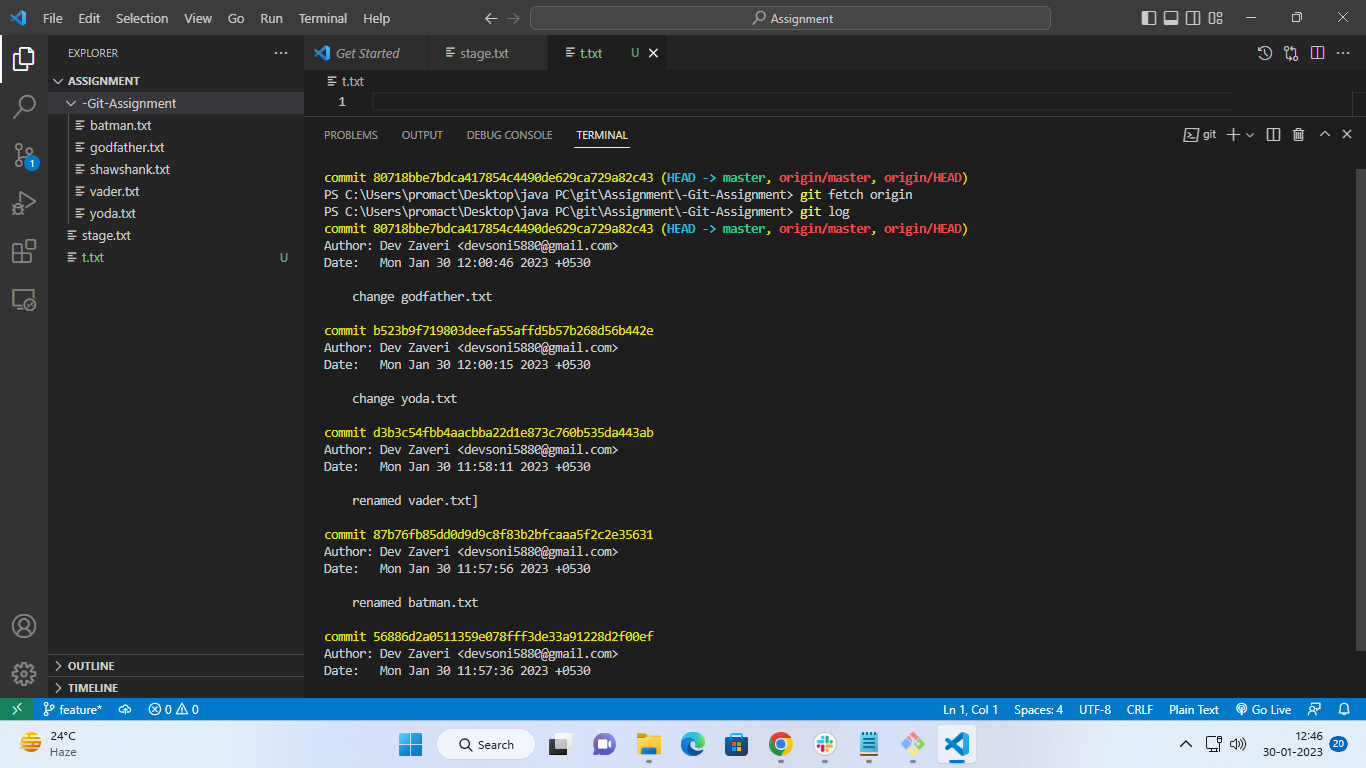 File Edit Selection View Go Run Terminal Help
Assignment
EXPLORER
ASSIGNMENT
-Git-Assignment
batman.txt
godfather.txt
shawshank.txt
vader.txt
yoda.txt
stage.txt
t.txt U
OUTLINE
TIMELINE
Get Started stage.txt t.txt U
t.txt
1
PROBLEMS OUTPUT DEBUG CONSOLE TERMINAL
git
commit 80718bbe7bdca417854c4490de629ca729a82c43 (HEAD -> master, origin/master, origin/HEAD)
PS C:\Users\promact\Desktop\java PC\git\Assignment\-Git-Assignment> git fetch origin
PS C:\Users\promact\Desktop\java PC\git\Assignment\-Git-Assignment> git log
commit 80718bbe7bdca417854c4490de629ca729a82c43 (HEAD -> master, origin/master, origin/HEAD)
Author: Dev Zaveri <devsoni5880@gmail.com>
Date:   Mon Jan 30 12:00:46 2023 +0530
change godfather.txt
commit b523b9f719803deefa55affd5b57b268d56b442e
Author: Dev Zaveri <devsoni5880@gmail.com>
Date:   Mon Jan 30 12:00:15 2023 +0530
change yoda.txt
commit d3b3c54fbb4aacbba22d1e873c760b535da443ab
Author: Dev Zaveri <devsoni5880@gmail.com>
Date:   Mon Jan 30 11:58:11 2023 +0530
renamed vader.txt]
commit 87b76fb85dd0d9d9c8f83b2bfcaaa5f2c2e35631
Author: Dev Zaveri <devsoni5880@gmail.com>
Date:   Mon Jan 30 11:57:56 2023 +0530
renamed batman.txt
commit 56886d2a0511359e078fff3de33a91228d2f00ef
Author: Dev Zaveri <devsoni5880@gmail.com>
Date:   Mon Jan 30 11:57:36 2023 +0530
1
feature* 0 0 Ln 1, Col 1 Spaces: 4 UTF-8 CRLF Plain Text Go Live
24°C
Haze
Search
12:46
30-01-2023
20